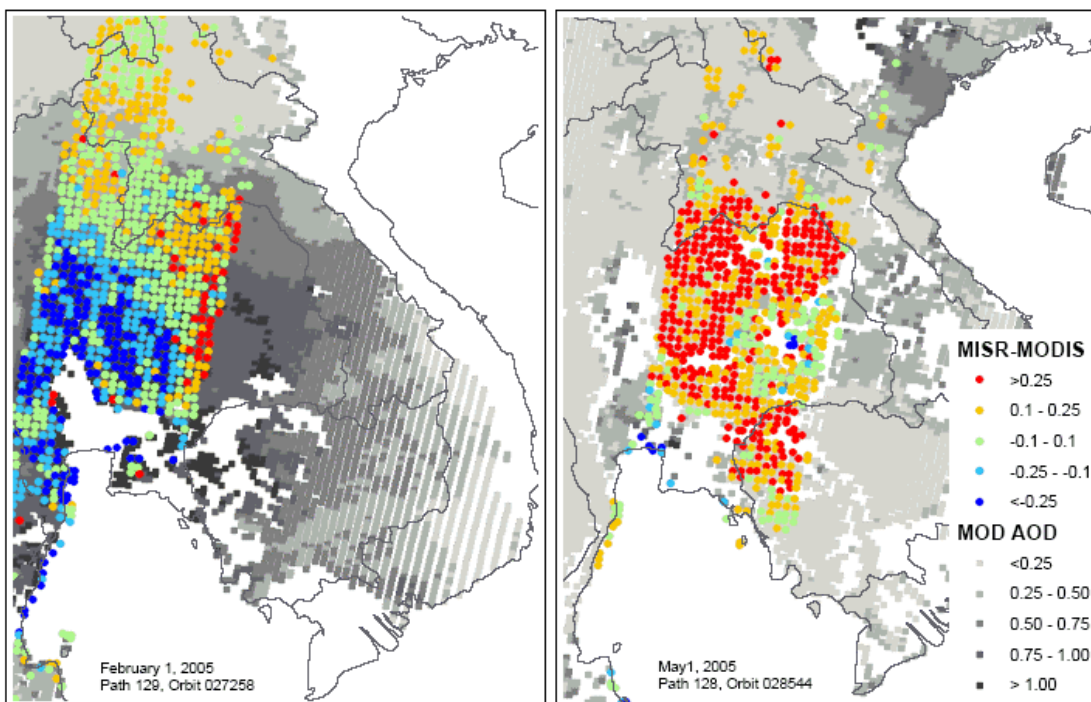 February 1, 2005
Path 129, Orbit 027258
May1, 2005
Path 128, Orbit 028544
MISR-MODIS
>0.25
0.1 - 0.25
-0.1 - 0.1
-0.25 - -0.1
<-0.25
MOD AOD
<0.25
0.25 - 0.50
0.50 - 0.75
0.75 - 1.00
> 1.00